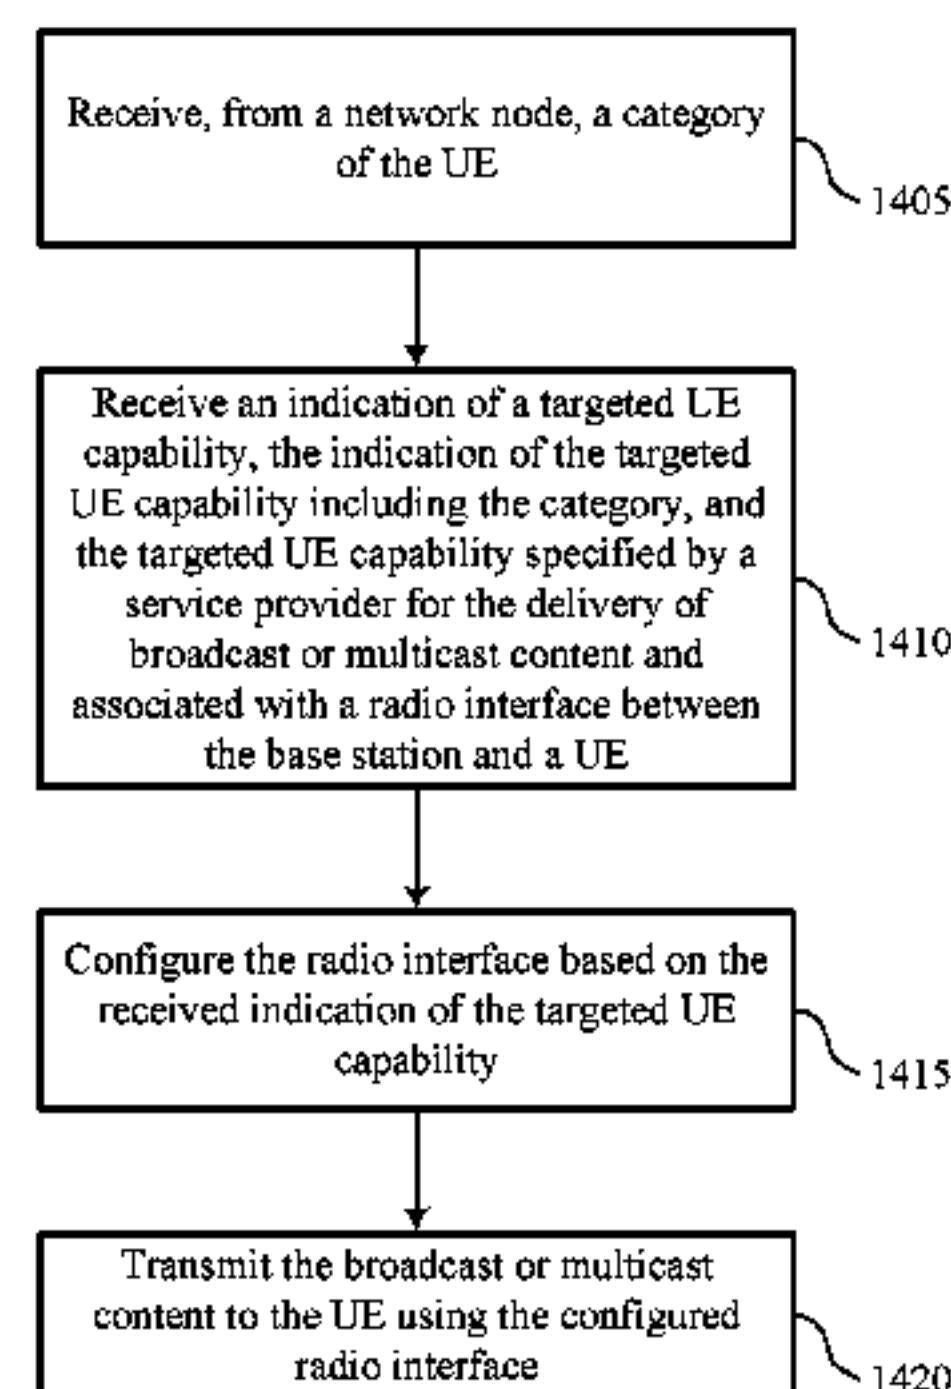 Receive, from a network node, a category
of the UE
1405
Receive an indication of a targeted UE
capability, the indication of the targeted
UE capability including the category, and
the targeted UE capability specified by a
service provider for the delivery of
broadcast or multicast content and
associated with a radio interface between
the base station and a UE
1410
Configure the radio interface based on the
received indication of the targeted UE
capability
1415
Transmit the broadcast or multicast
content to the UE using the configured
radio interface
1420